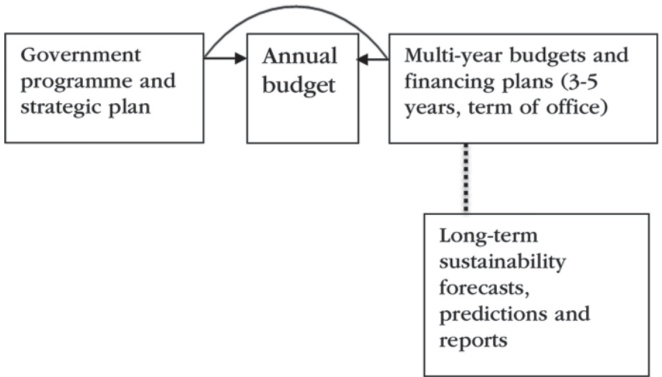 Government
programme and
strategic plan
Annual
budget
Multi-year budgets and
financing plans (3-5
years, term of office)
Long-term
sustainability
forecasts,
predictions and
reports